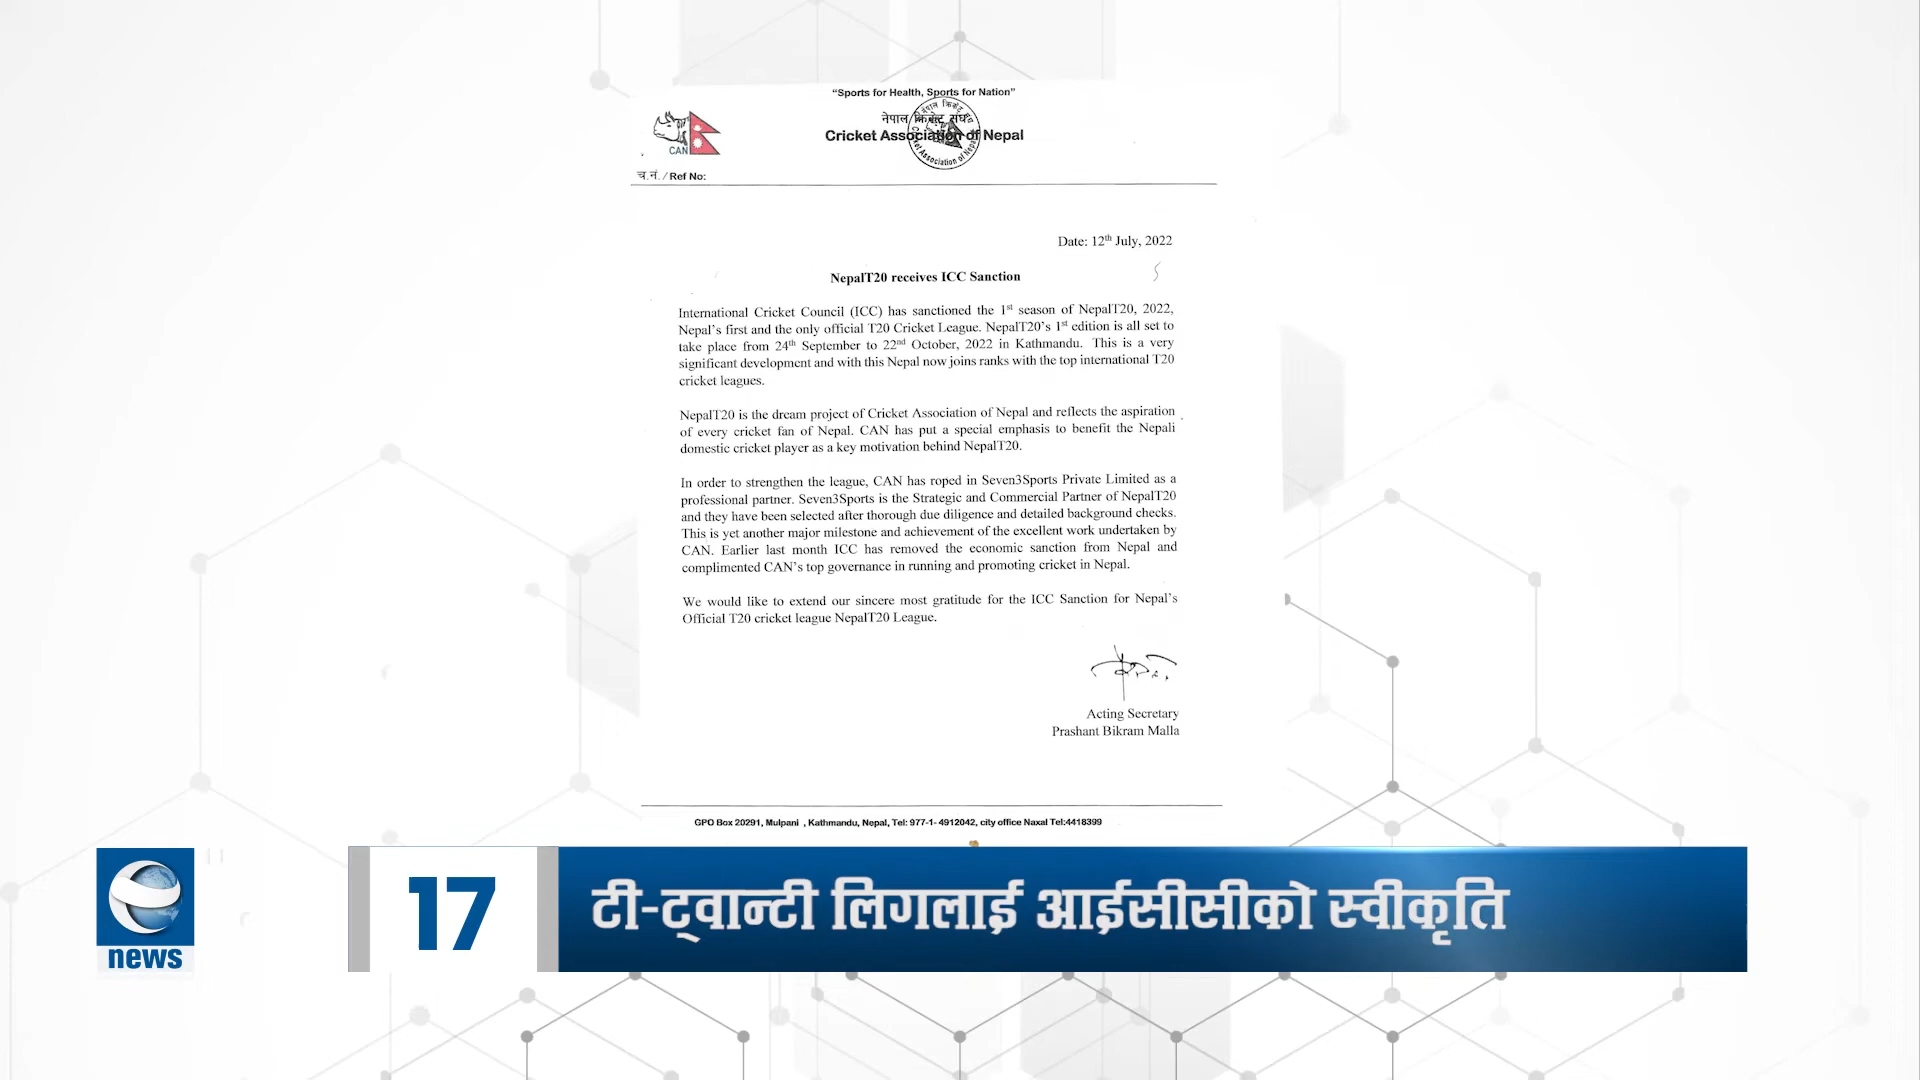 “Sports for Health, Sports for Nation”
नेपाल क्रिकेट संघ
Cricket Association of Nepal
CAN
च.नं. / Ref No:
Date: 12th July, 2022
NepalT20 receives ICC Sanction
International Cricket Council (ICC) has sanctioned the 1st season of NepalT20, 2022,
Nepal’s first and the only official T20 Cricket League. NepalT20’s 1st edition is all set to
take place from 24th September to 22nd October, 2022 in Kathmandu. This is a very
significant development and with this Nepal now joins ranks with the top international T20
cricket leagues.
NepalT20 is the dream project of Cricket Association of Nepal and reflects the aspiration
of every cricket fan of Nepal. CAN has put a special emphasis to benefit the Nepali
domestic cricket player as a key motivation behind NepalT20.
In order to strengthen the league, CAN has roped in Seven3Sports Private Limited as a
professional partner. Seven3Sports is the Strategic and Commercial Partner of NepalT20
and they have been selected after thorough due diligence and detailed background checks.
This is yet another major milestone and achievement of the excellent work undertaken by
CAN. Earlier last month ICC has removed the economic sanction from Nepal and
complimented CAN’s top governance in running and promoting cricket in Nepal.
We would like to extend our sincere most gratitude for the ICC Sanction for Nepal’s
Official T20 cricket league NepalT20 League.
Acting Secretary
Prashant Bikram Malla
GPO Box 20291, Mulpani , Kathmandu, Nepal, Tel: 977-1- 4912042, city office Naxal Tel:4418399
17 टी-ट्वान्टी लिगलाई आईसीसीको स्वीकृति
news